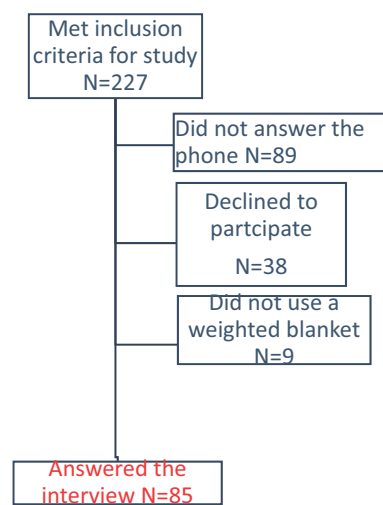 Met inclusion
criteria for study
N=227
Did not answer the
phone N=89
Declined to
partcipate
N=38
Did not use a
weighted blanket
N=9
Answered the
interview N=85